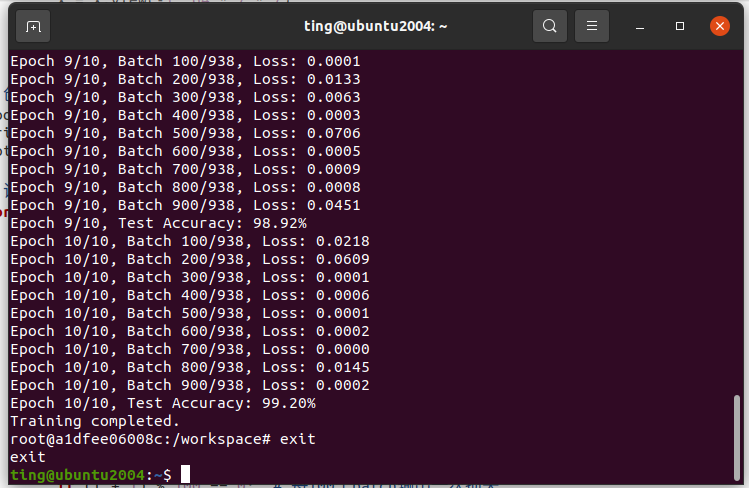 ting@ubuntu2004: ~
Epoch 9/10, Batch 100/938, Loss: 0.0001
Epoch 9/10, Batch 200/938, Loss: 0.0133
Epoch 9/10, Batch 300/938, Loss: 0.0063
Epoch 9/10, Batch 400/938, Loss: 0.0003
Epoch 9/10, Batch 500/938, Loss: 0.0706
Epoch 9/10, Batch 600/938, Loss: 0.0005
Epoch 9/10, Batch 700/938, Loss: 0.0009
Epoch 9/10, Batch 800/938, Loss: 0.0008
Epoch 9/10, Batch 900/938, Loss: 0.0451
Epoch 9/10, Test Accuracy: 98.92%
Epoch 10/10, Batch 100/938, Loss: 0.0218
Epoch 10/10, Batch 200/938, Loss: 0.0609
Epoch 10/10, Batch 300/938, Loss: 0.0001
Epoch 10/10, Batch 400/938, Loss: 0.0006
Epoch 10/10, Batch 500/938, Loss: 0.0001
Epoch 10/10, Batch 600/938, Loss: 0.0002
Epoch 10/10, Batch 700/938, Loss: 0.0000
Epoch 10/10, Batch 800/938, Loss: 0.0145
Epoch 10/10, Batch 900/938, Loss: 0.0002
Epoch 10/10, Test Accuracy: 99.20%
Training completed.
root@a1dfee06008c:/workspace# exit
exit
ting@ubuntu2004:~$